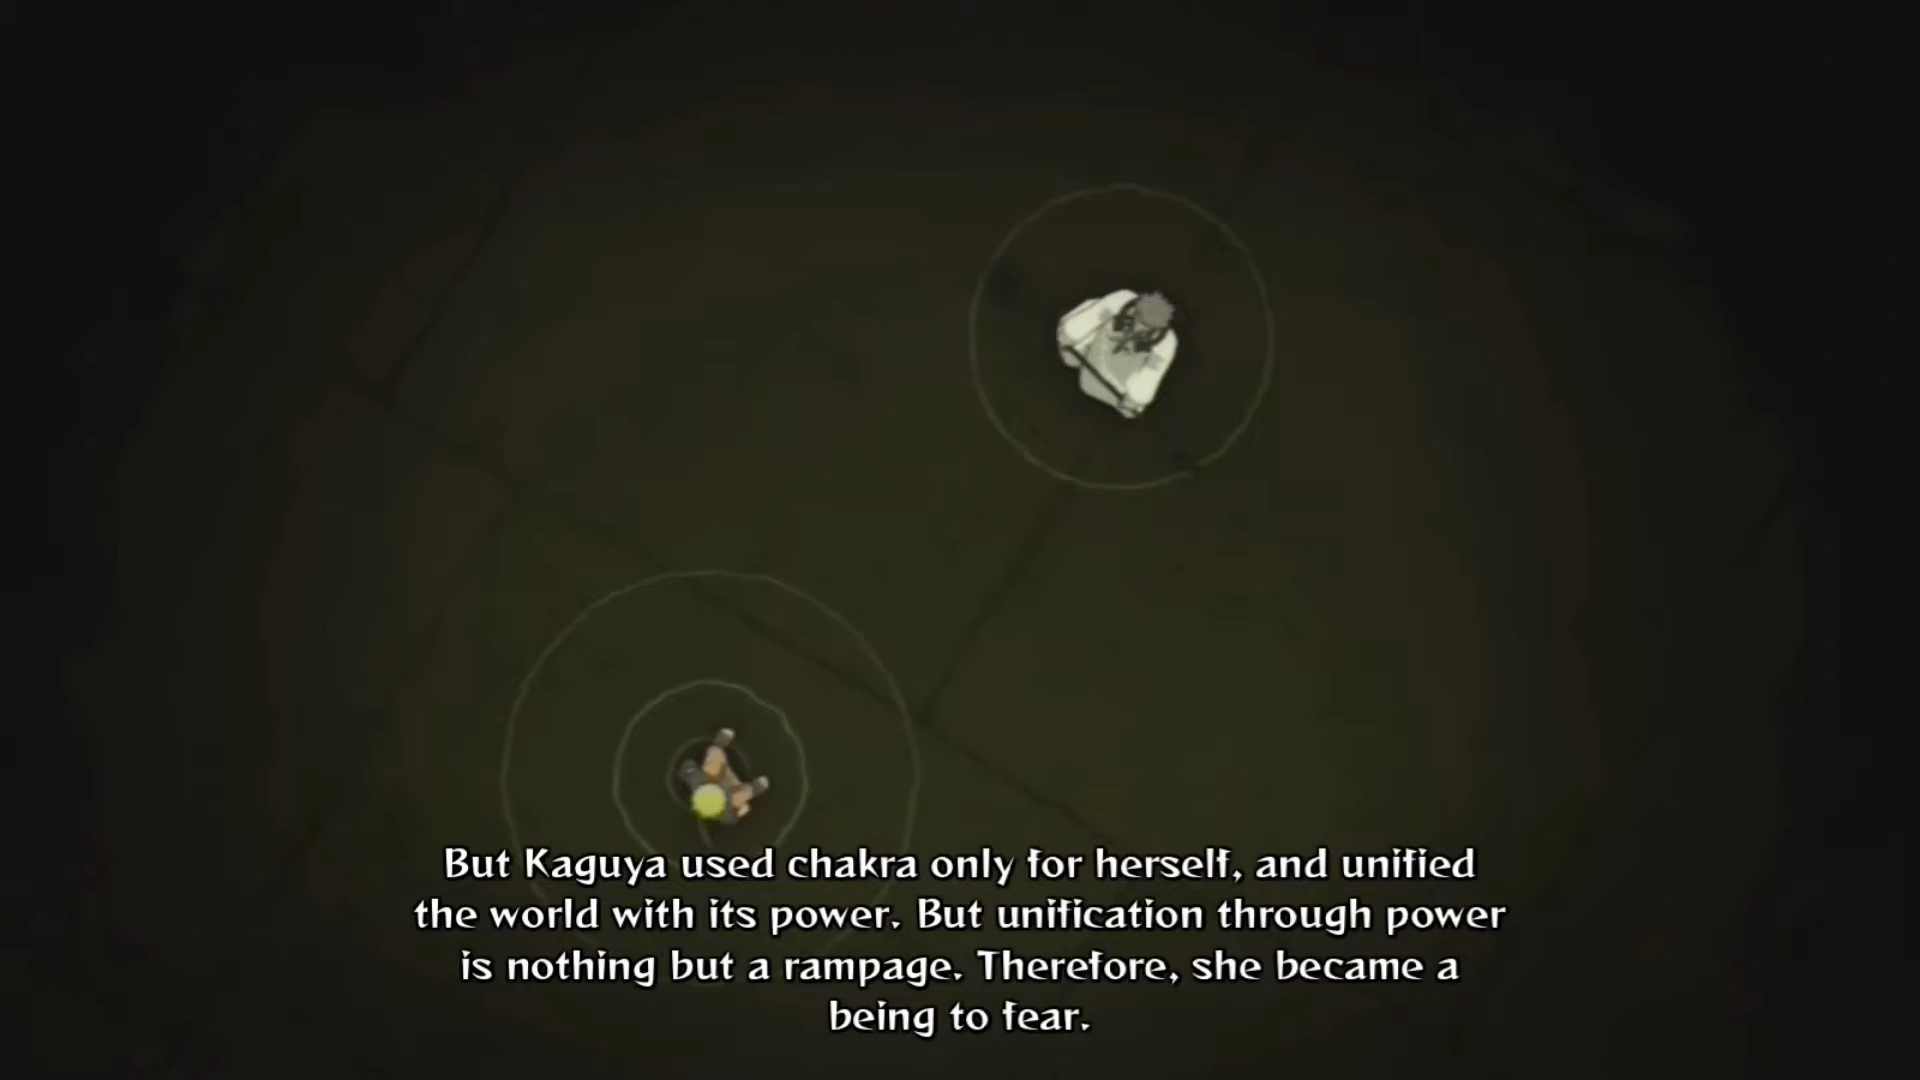 But Kaguya used chakra only for herself, and unified
the world with its power. But unification through power
is nothing but a rampage. Therefore, she became a
being to fear.